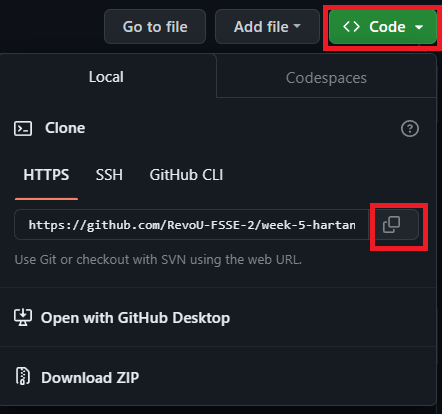 Go to file
Add file
Code
Local
Codespaces
Clone
HTTPS
SSH
GitHub CLI
https://github.com/RevoU-FSSE-2/week-5-hartan
Use Git or checkout with SVN using the web URL.
Open with GitHub Desktop
Download ZIP